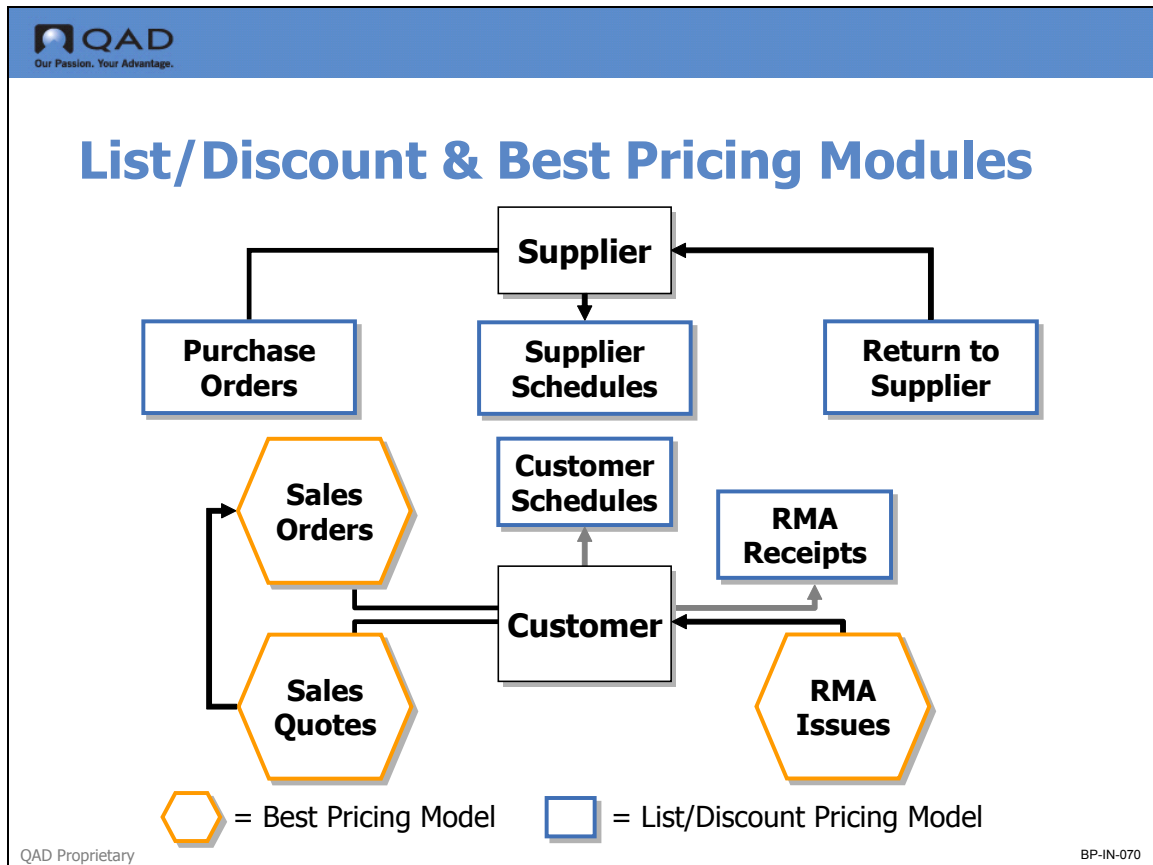 QAD
Our Passion. Your Advantage.
List/Discount & Best Pricing Modules
Supplier
Purchase
Orders
Supplier
Schedules
Return to
Supplier
Sales
Orders
Customer
Schedules
RMA
Receipts
Customer
Sales
Quotes
RMA
Issues
= Best Pricing Model
= List/Discount Pricing Model
QAD Proprietary
BP-IN-070